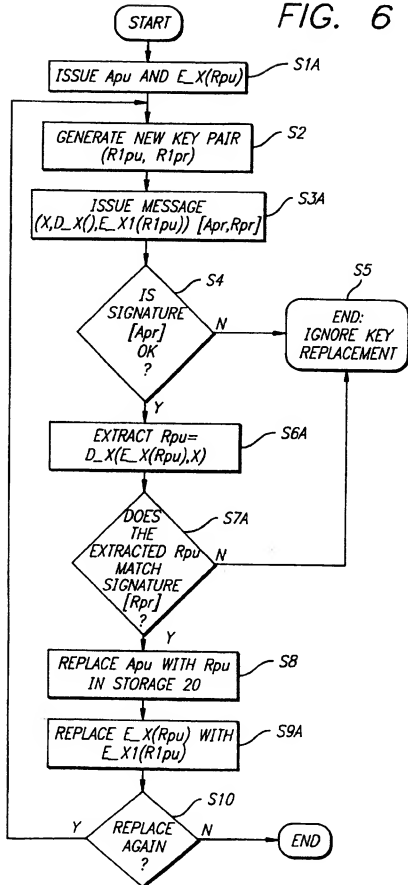 FIG. 6
START
S1A
ISSUE Apu AND E_X(Rpu)
S2
GENERATE NEW KEY PAIR
(R1pu, R1pr)
S3A
ISSUE MESSAGE
(X,D_X(),E_X1(R1pu)) [Apr,Rpr]
S4
IS
SIGNATURE
[Apr]
OK
?
N
Y
S5
END:
IGNORE KEY
REPLACEMENT
EXTRACT Rpu=
D_X(E_X(Rpu),X)
S6A
S7A
DOES
THE
EXTRACTED Rpu
MATCH
SIGNATURE
[Rpr]
?
N
Y
REPLACE Apu WITH Rpu
IN STORAGE 20
S8
REPLACE E_X(Rpu) WITH
E_X1(R1pu)
S9A
S10
Y
REPLACE
AGAIN
?
N
END